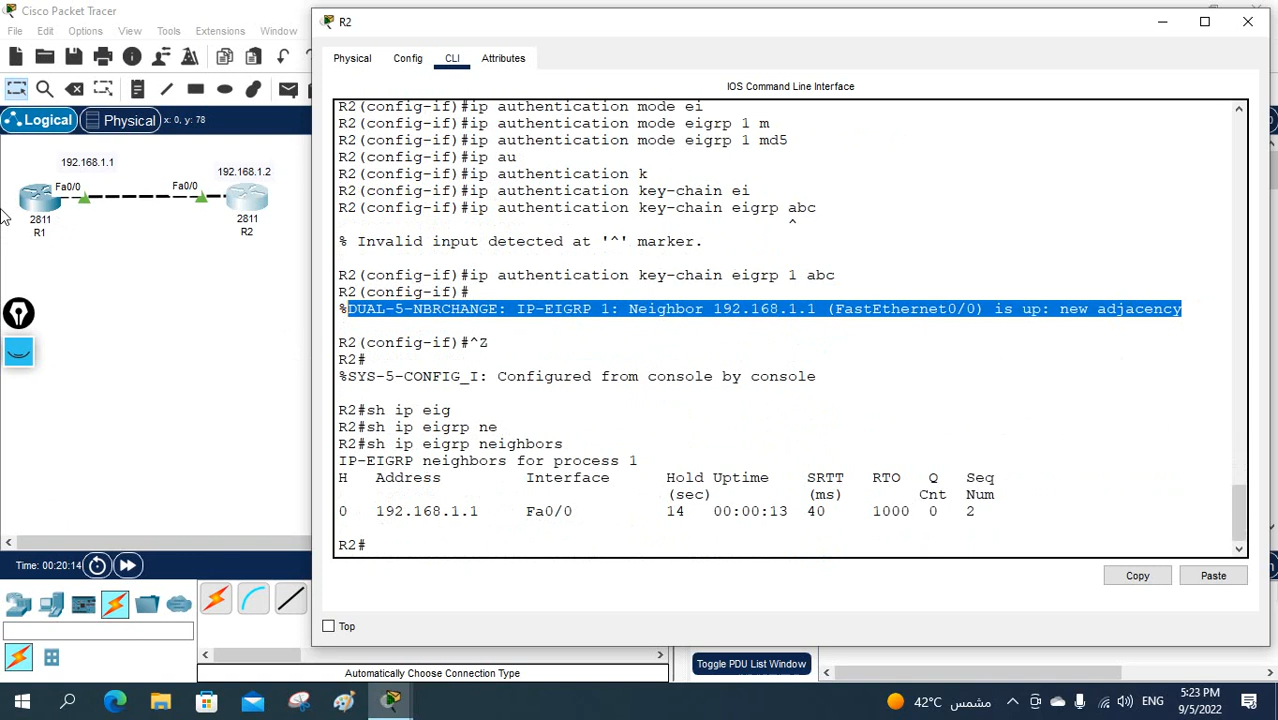 Cisco Packet Tracer
File Edit Options View Tools Extensions Window
Logical Physical x: 0, y: 78
192.168.1.1
192.168.1.2
Fa0/0
Fa0/0
2811
R1
2811
R2
Time: 00:20:14
Automatically Choose Connection Type
Toggle PDU List Window
R2
Physical Config CLI Attributes
IOS Command Line Interface
R2(config-if)#ip authentication mode ei
R2(config-if)#ip authentication mode eigrp 1 m
R2(config-if)#ip authentication mode eigrp 1 md5
R2(config-if)#ip au
R2(config-if)#ip authentication k
R2(config-if)#ip authentication key-chain ei
R2(config-if)#ip authentication key-chain eigrp abc
^
% Invalid input detected at '^' marker.
R2(config-if)#ip authentication key-chain eigrp 1 abc
R2(config-if)#
%DUAL-5-NBRCHANGE: IP-EIGRP 1: Neighbor 192.168.1.1 (FastEthernet0/0) is up: new adjacency
R2(config-if)#^Z
R2#
%SYS-5-CONFIG_I: Configured from console by console
R2#sh ip eig
R2#sh ip eigrp ne
R2#sh ip eigrp neighbors
IP-EIGRP neighbors for process 1
H Address Interface Hold Uptime SRTT RTO Q Seq
(sec) (ms) Cnt Num
0 192.168.1.1 Fa0/0 14 00:00:13 40 1000 0 2
R2#
Copy Paste
Top
42°C مشمس
ENG
5:23 PM
9/5/2022